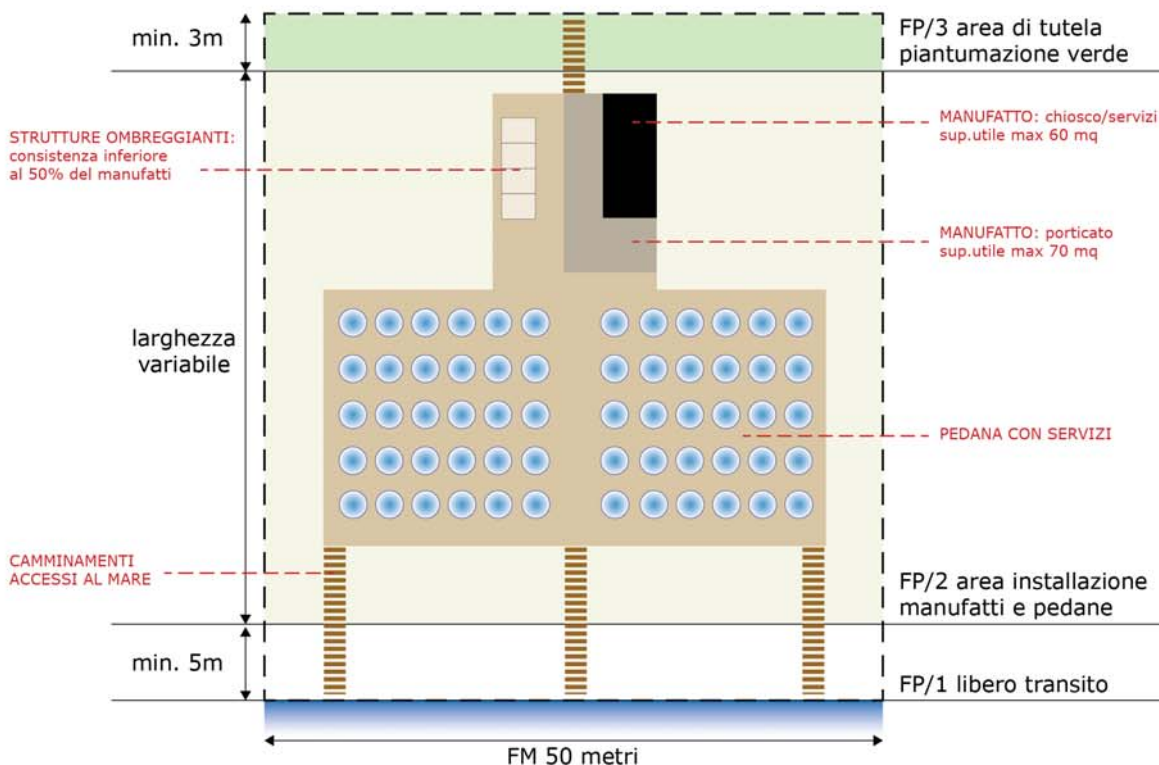 min. 3m
FP/3 area di tutela
piantumazione verde
STRUTTURE OMBREGGIANTI:
consistenza inferiore
al 50% del manufatti
MANUFATTO: chiosco/servizi
sup.utile max 60 mq
MANUFATTO: porticato
sup.utile max 70 mq
larghezza
variabile
PEDANA CON SERVIZI
CAMMINAMENTI
ACCESSI AL MARE
FP/2 area installazione
manufatti e pedane
min. 5m
FP/1 libero transito
FM 50 metri